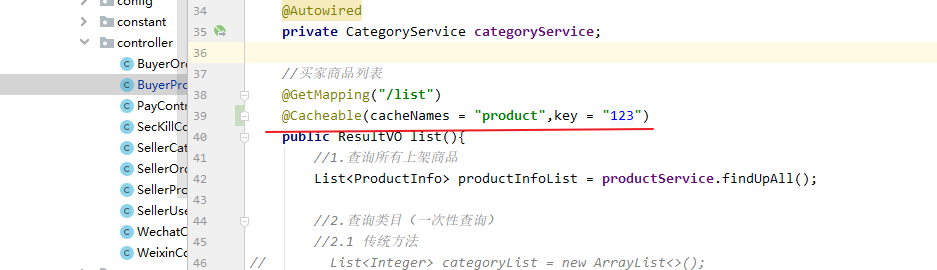 config
constant
controller
BuyerOr
BuyerPro
PayContr
SecKillCo
SellerCat
SellerOrc
SellerPro
SellerUse
WechatC
WeixinCo
34 @Autowired
35 private CategoryService categoryService;
36
37 //买家商品列表
38 @GetMapping("/list")
39 @Cacheable(cacheNames = "product",key = "123")
40 public ResultVO list(){
41 //1.查询所有上架商品
42 List<ProductInfo> productInfoList = productService.findUpAll();
43
44 //2.查询类目（一次性查询）
45 //2.1 传统方法
46 // List<Integer> categoryList = new ArrayList<>();